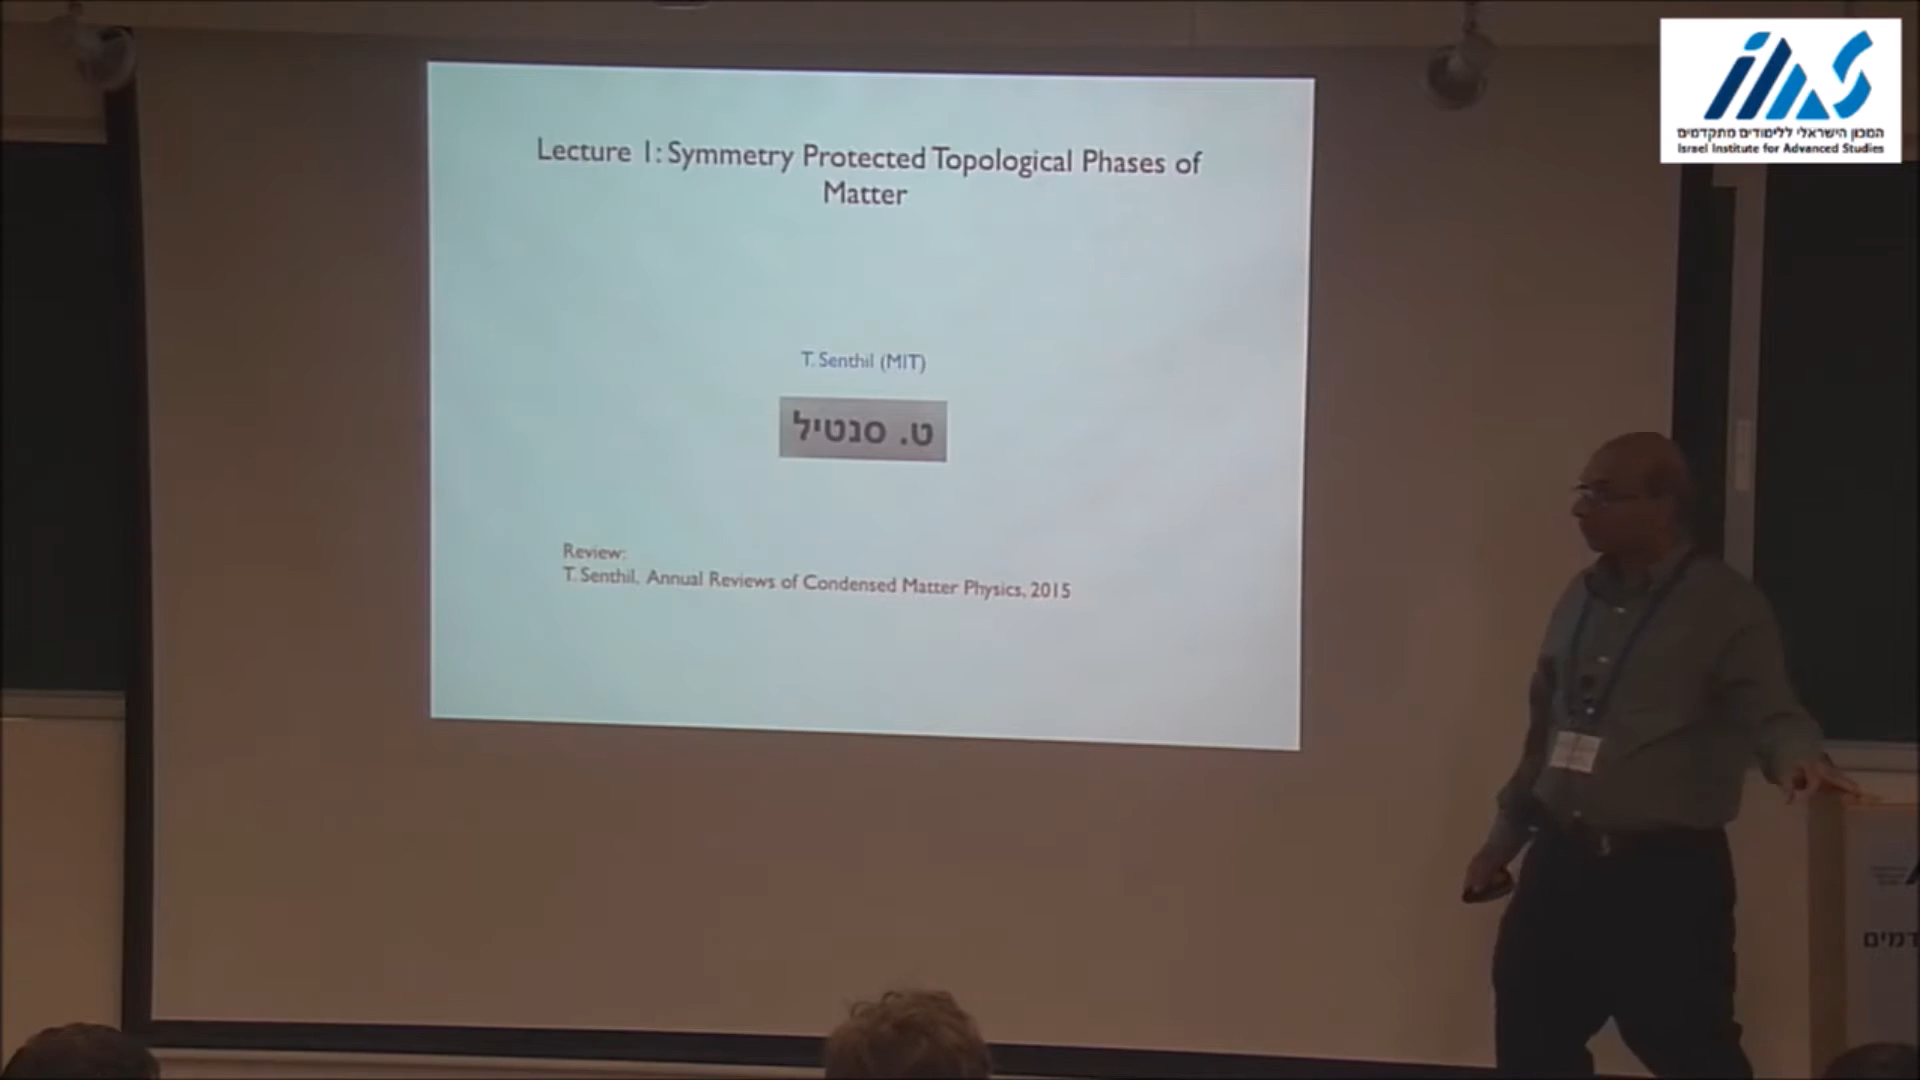 Lecture 1: Symmetry Protected Topological Phases of
Matter
T. Senthil (MIT)
ט. סנטיל
Review:
T. Senthil, Annual Reviews of Condensed Matter Physics, 2015
המכון הישראלי ללימודים מתקדמים
Israel Institute for Advanced Studies